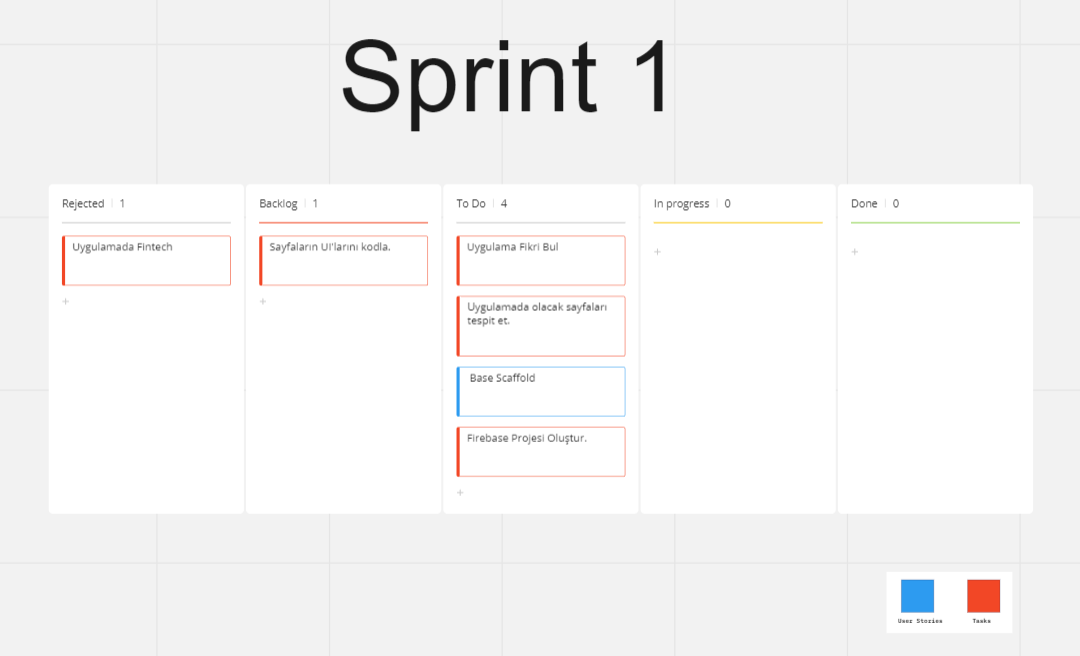 Sprint 1
Rejected 1
Backlog 1
To Do 4
In progress 0
Done 0
Uygulamada Fintech
Sayfaların UI'larını kodla.
Uygulama Fikri Bul
Uygulamada olacak sayfaları
tespit et.
Base Scaffold
Firebase Projesi Oluştur.
User Stories
Tasks